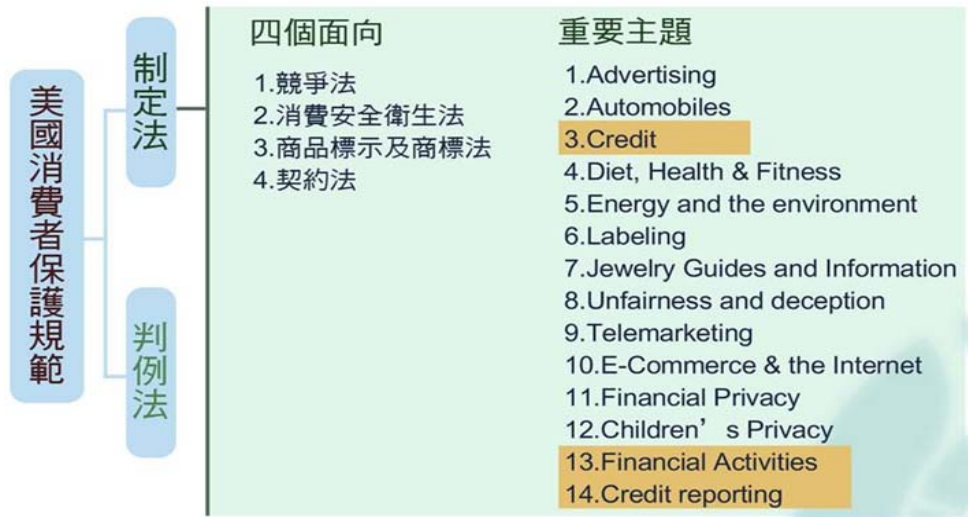 美國消費者保護規範
制定法
判例法
四個面向
1.競爭法
2.消費安全衛生法
3.商品標示及商標法
4.契約法
重要主題
1.Advertising
2.Automobiles
3.Credit
4.Diet, Health & Fitness
5.Energy and the environment
6.Labeling
7.Jewelry Guides and Information
8.Unfairness and deception
9.Telemarketing
10.E-Commerce & the Internet
11.Financial Privacy
12.Children’s Privacy
13.Financial Activities
14.Credit reporting